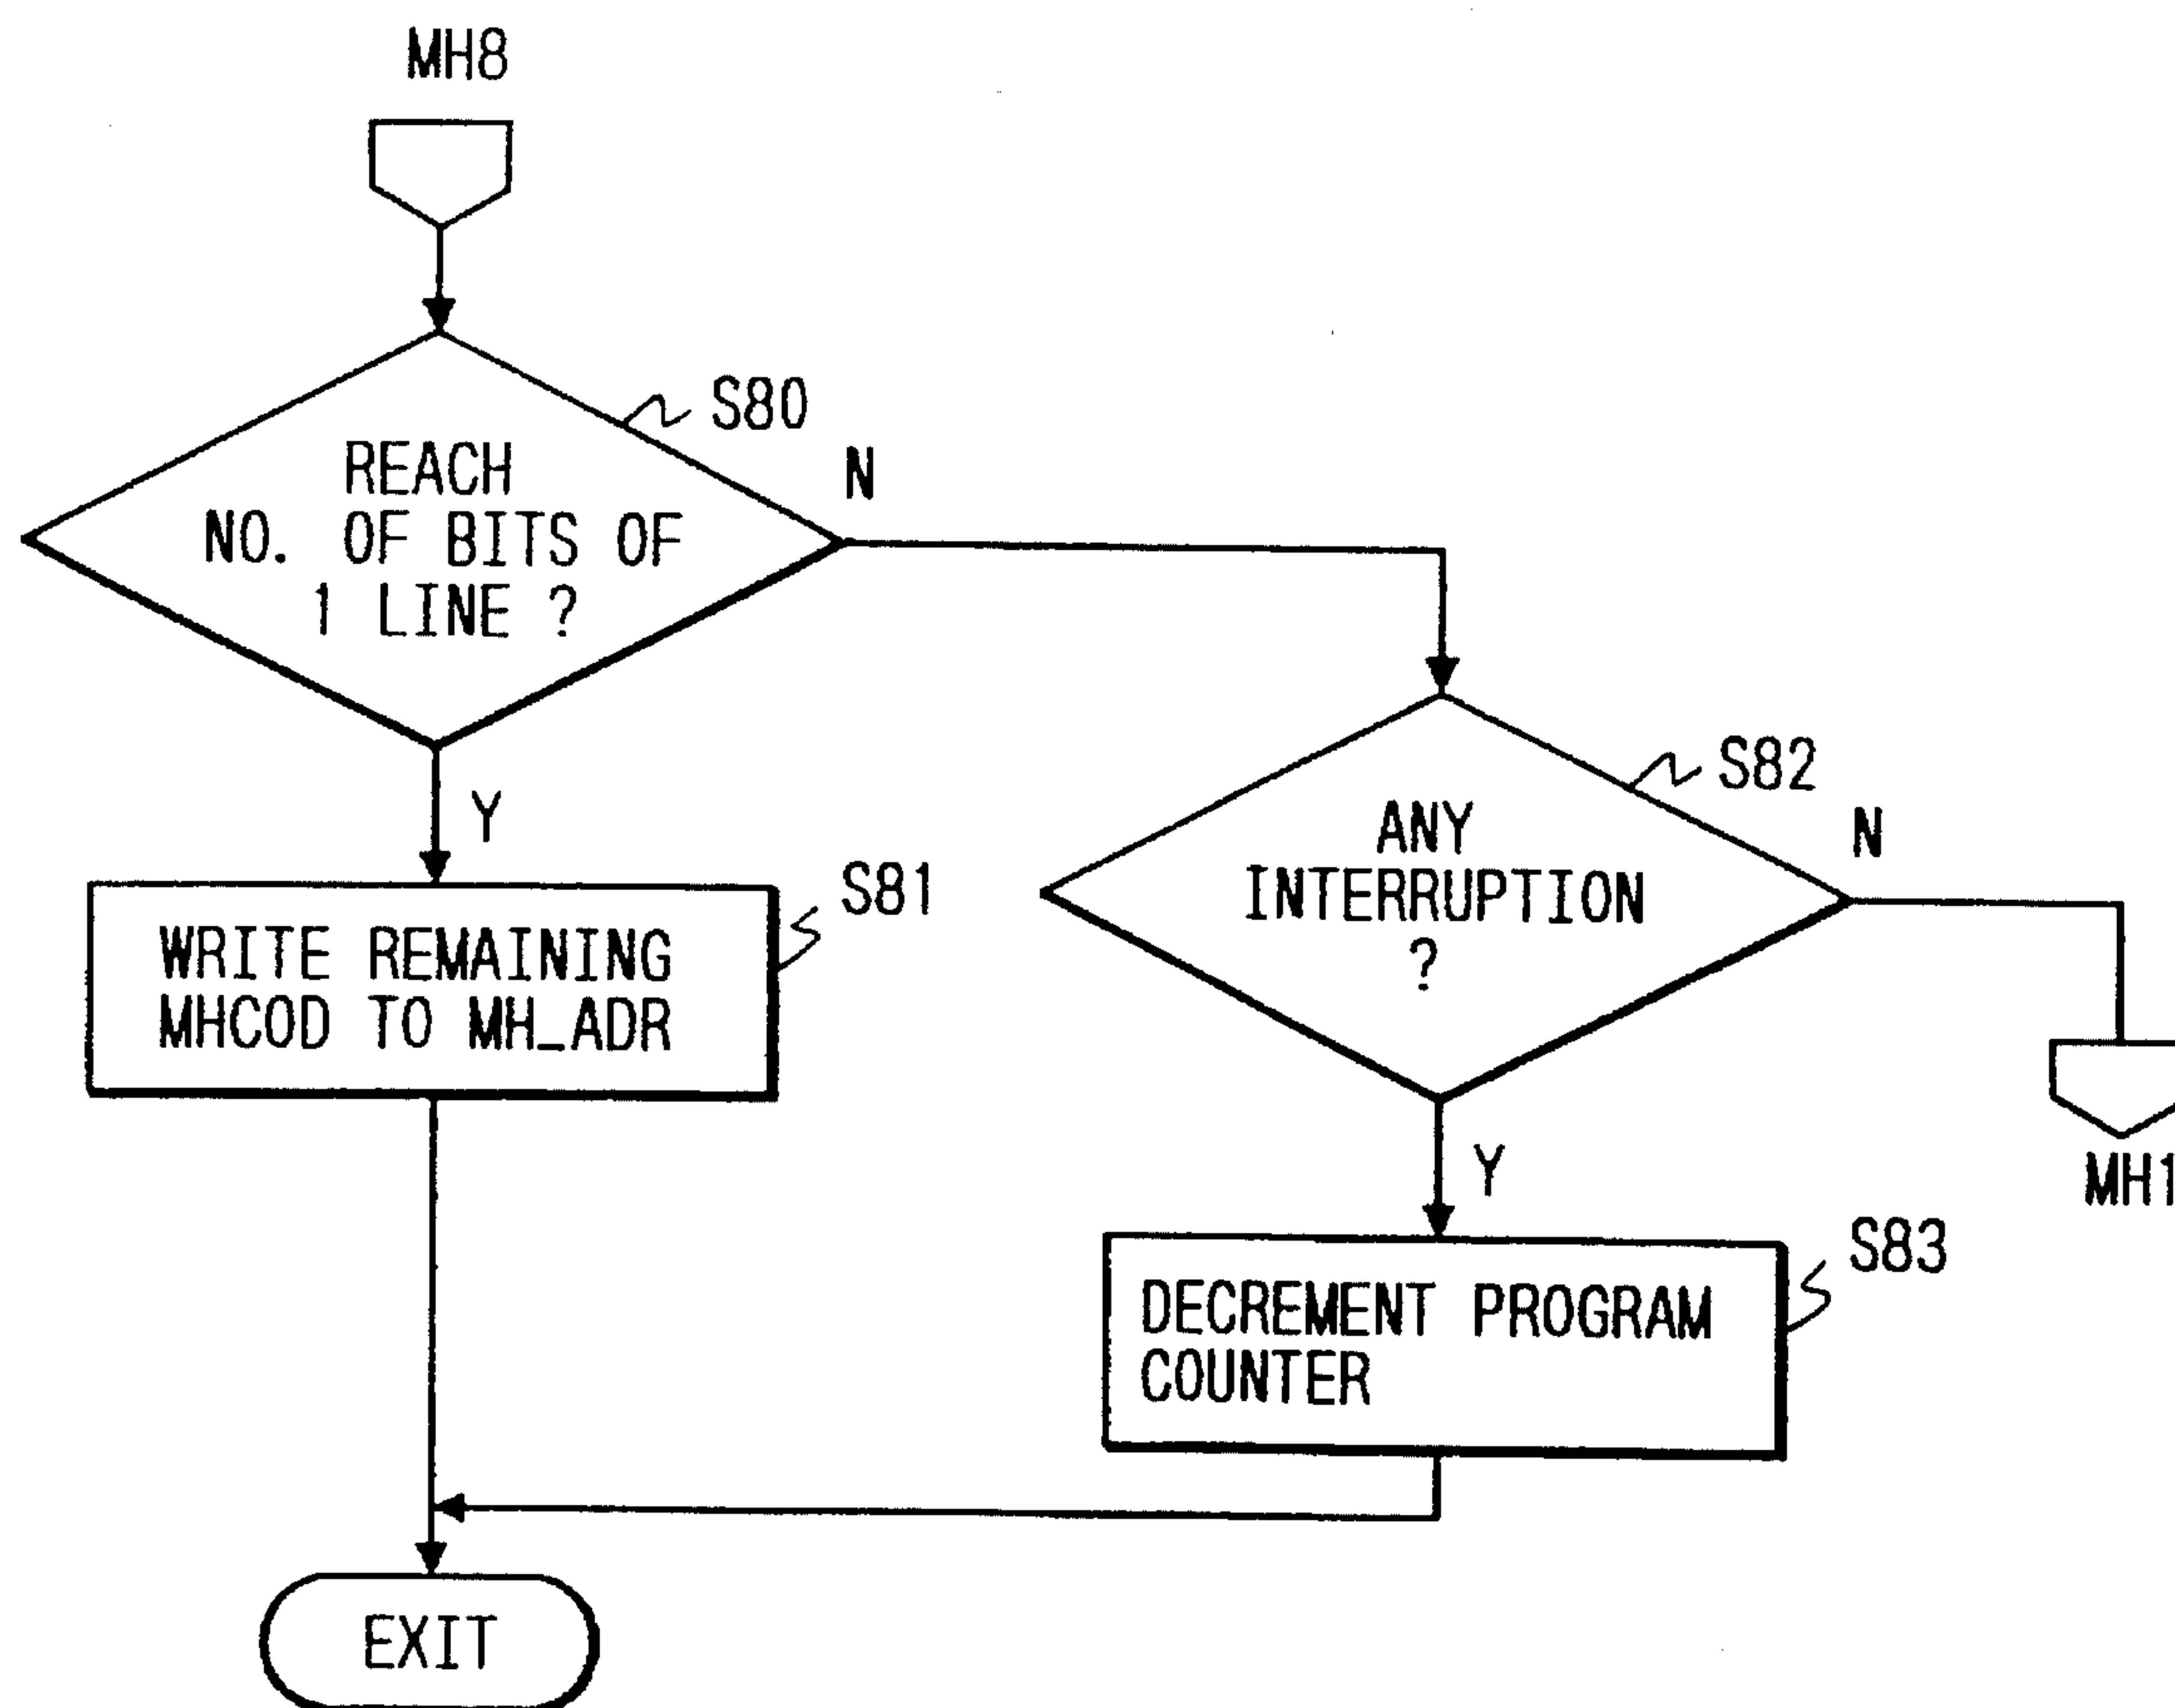 MH8
S80
REACH
NO. OF BITS OF
1 LINE ?
N
Y
S82
ANY
INTERRUPTION
?
N
S81
WRITE REMAINING
MHCOD TO MH_ADR
Y
MH1
S83
DECREMENT PROGRAM
COUNTER
EXIT